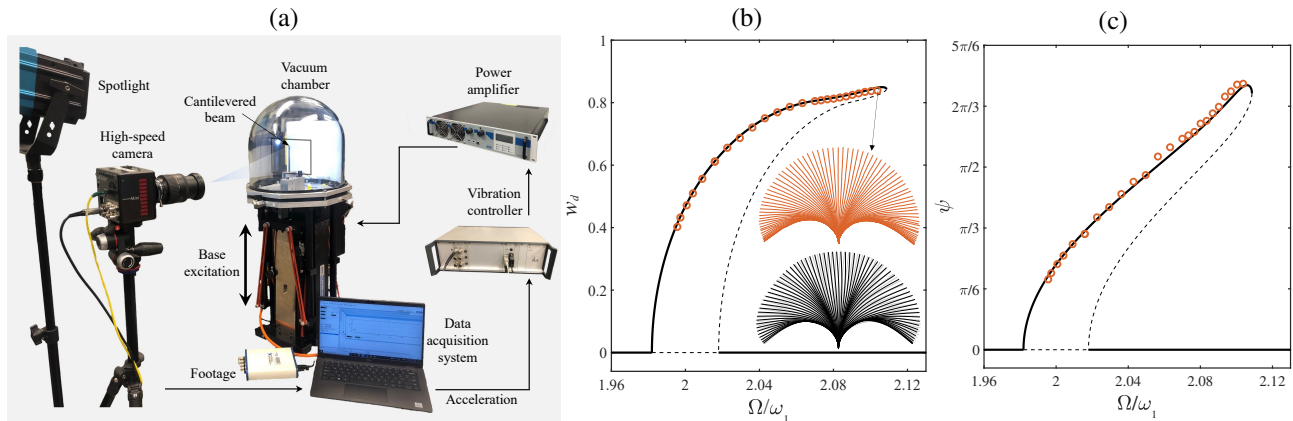 (a)
Spotlight
High-speed
camera
Vacuum
chamber
Cantilevered
beam
Power
amplifier
Vibration
controller
Base
excitation
Data
acquisition
system
Footage
Acceleration
(b)
1
0.8
0.6
0.4
0.2
0
w_d
1.96
2
2.04
2.08
2.12
Ω/ω₁
(c)
5π/6
2π/3
π/2
π/3
π/6
0
ψ
1.96
2
2.04
2.08
2.12
Ω/ω₁